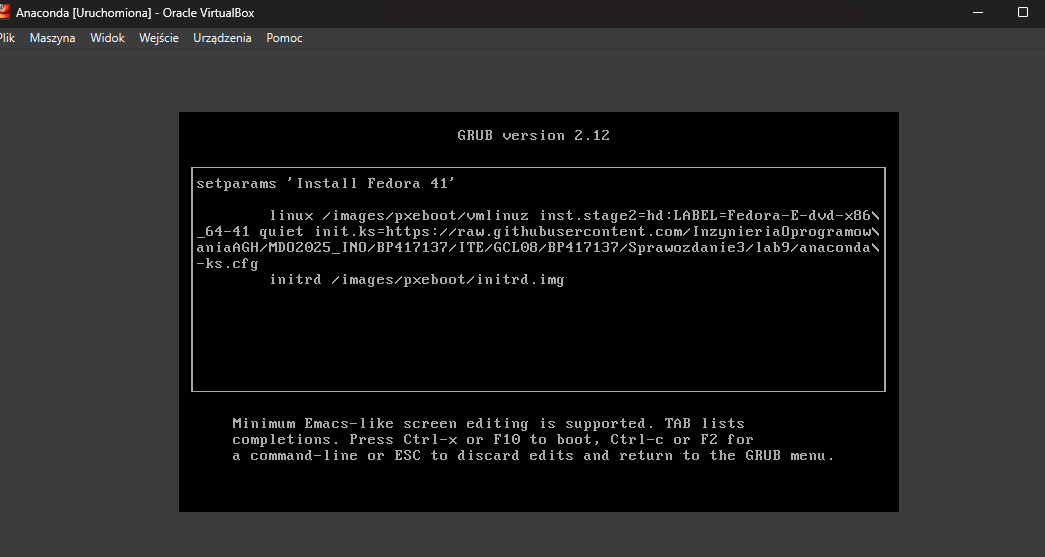 Anaconda [Uruchomiona] - Oracle VirtualBox
Plik Maszyna Widok Wejście Urządzenia Pomoc
GRUB version 2.12
setparams 'Install Fedora 41'
linux /images/pxeboot/vmlinuz inst.stage2=hd:LABEL=Fedora-E-dvd-x86\
_64-41 quiet init.ks=https://raw.githubusercontent.com/InzynieriaOprogramow\
aniaAGH/MDO2025_INO/BP417137/ITE/GCL08/BP417137/Sprawozdanie3/lab9/anaconda\
-ks.cfg
initrd /images/pxeboot/initrd.img
Minimum Emacs-like screen editing is supported. TAB lists
completions. Press Ctrl-x or F10 to boot, Ctrl-c or F2 for
a command-line or ESC to discard edits and return to the GRUB menu.